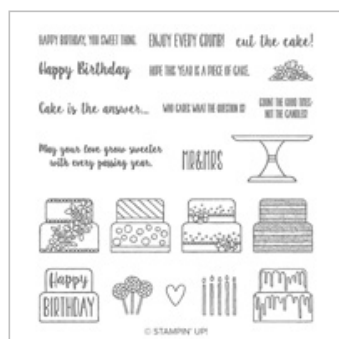 HAPPY BIRTHDAY, YOU SWEET THING.
ENJOY EVERY CRUMB!
cut the cake!
Happy Birthday
HOPE THIS YEAR IS A PIECE OF CAKE.
Cake is the answer...
WHO CARES WHAT THE QUESTION IS?
COUNT THE GOOD TIMES-
NOT THE CANDLES!
May your love grow sweeter
with every passing year.
MR&MRS
Happy
BIRTHDAY
© STAMPIN' UP!